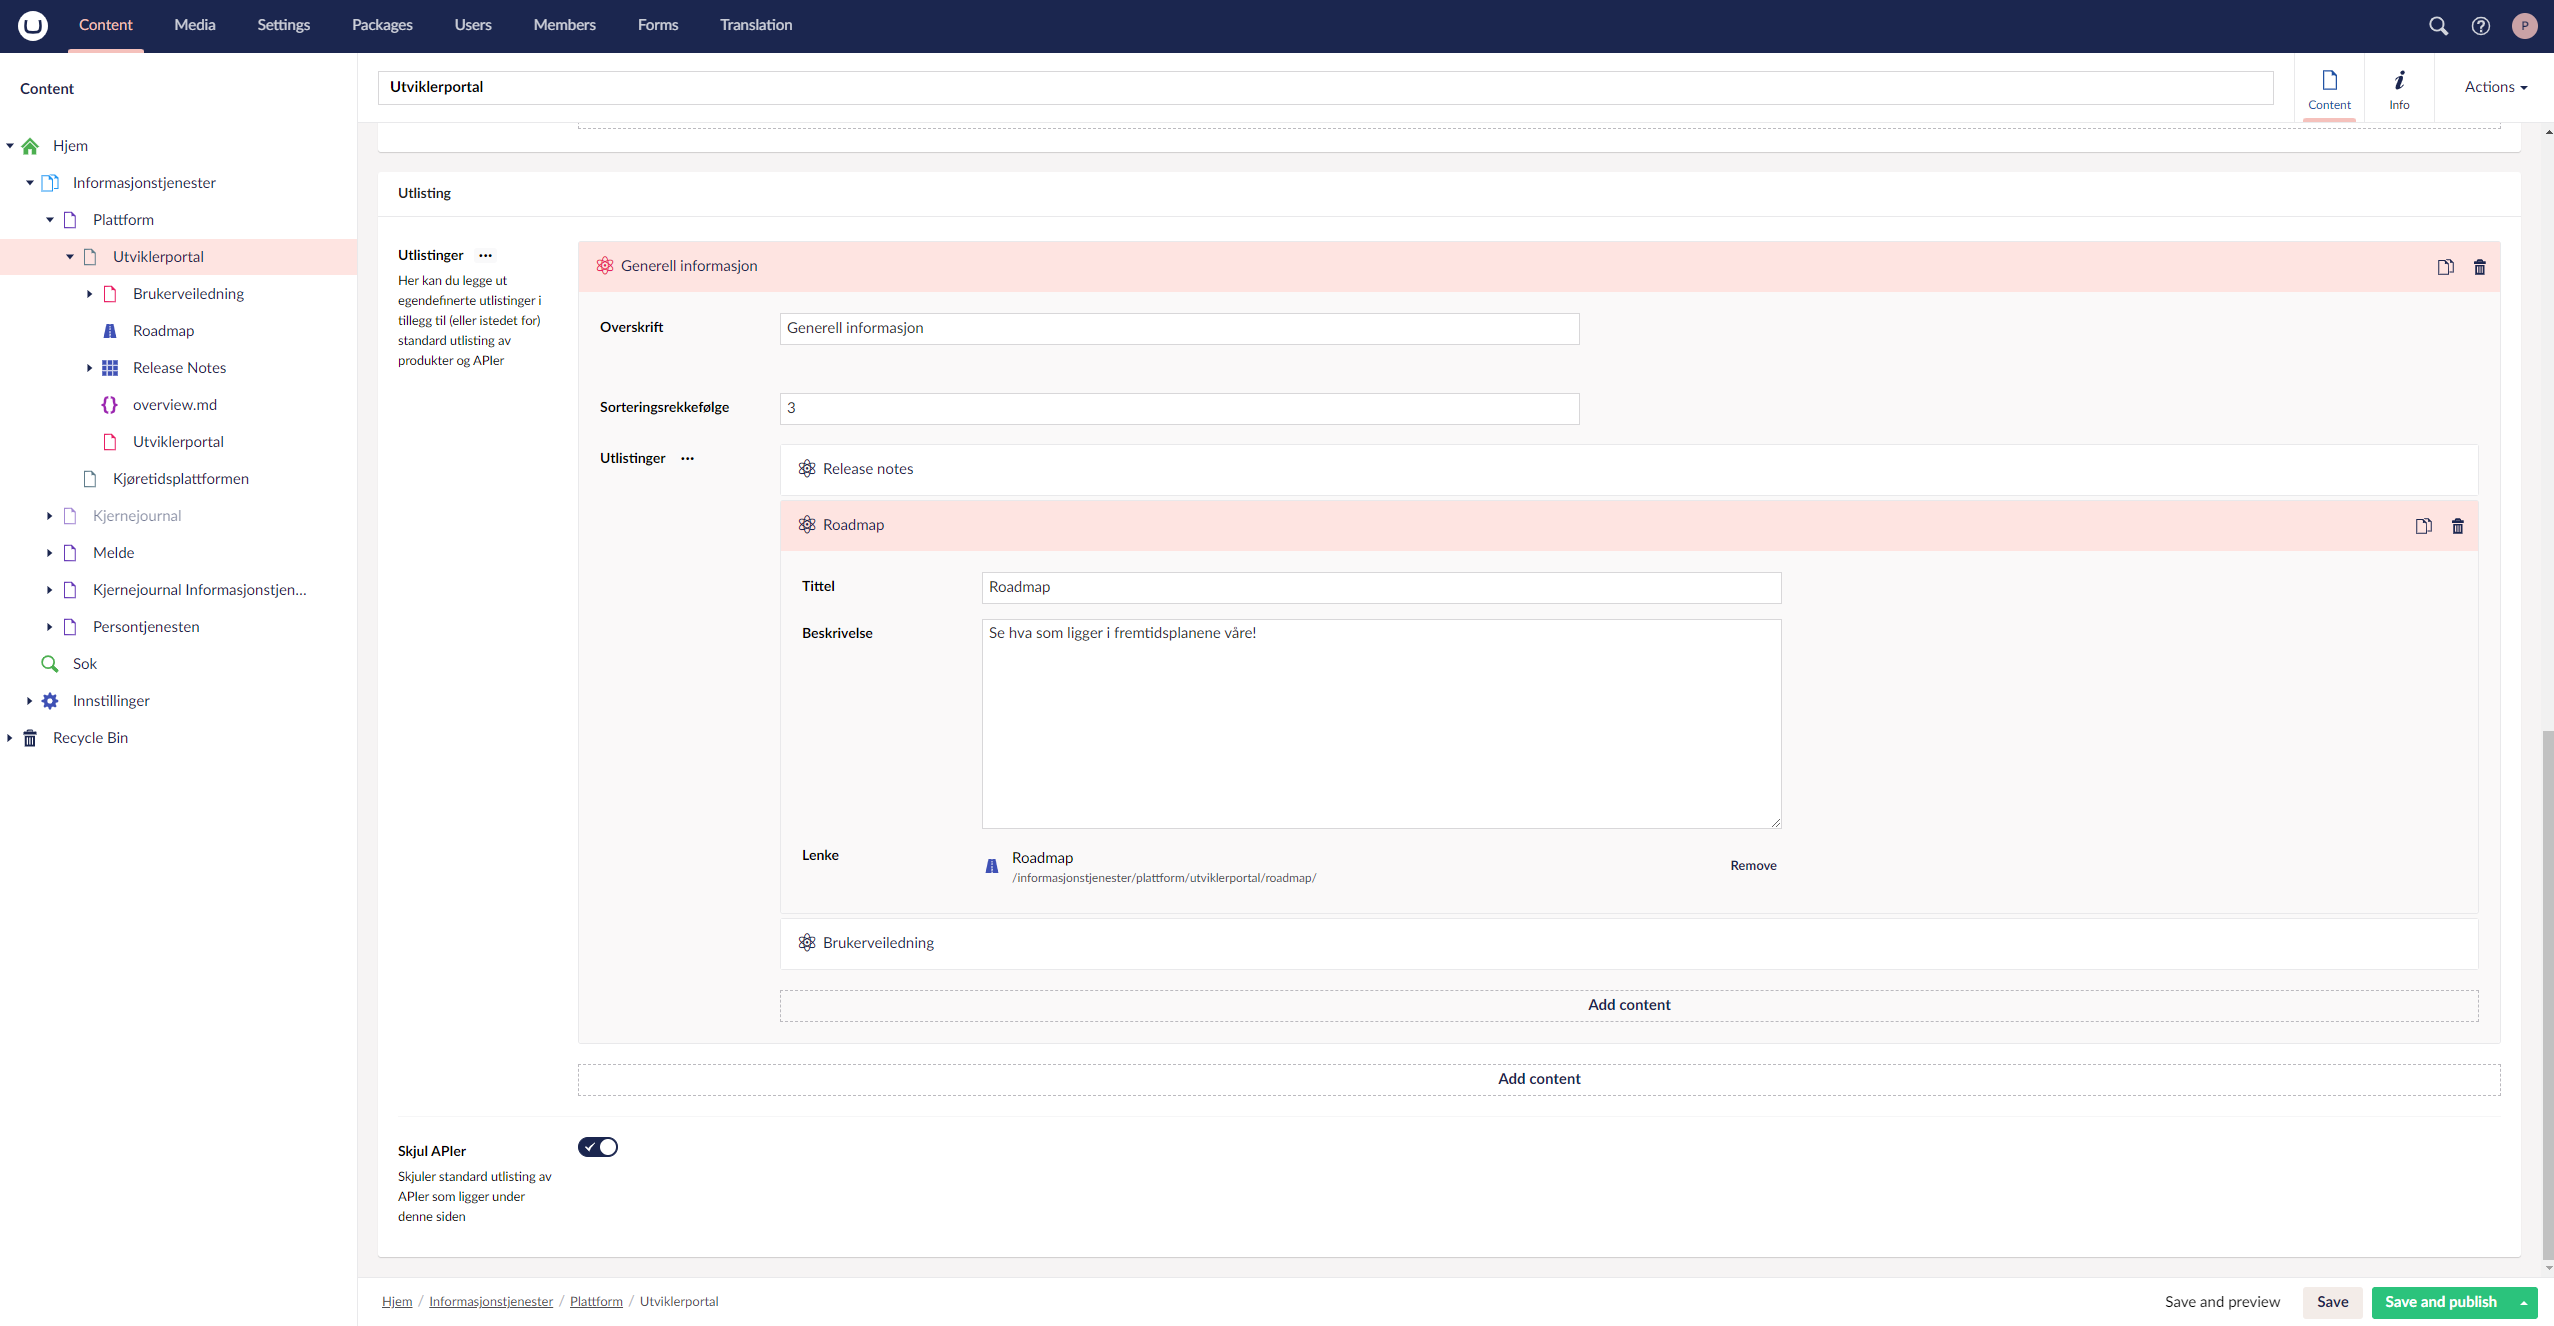 Content
Media
Settings
Packages
Users
Members
Forms
Translation
P
Content
Hjem
Informasjonstjenester
Plattform
Utviklerportal
Brukerveiledning
Roadmap
Release Notes
overview.md
Utviklerportal
Kjøretidsplattformen
Kjernejournal
Melde
Kjernejournal Informasjonstjen...
Persontjenesten
Sok
Innstillinger
Recycle Bin
Utviklerportal
Content
Info
Actions
Utlisting
Utlistinger
Her kan du legge ut
egendefinerte utlistinger i
tillegg til (eller istedet for)
standard utlisting av
produkter og APIer
Generell informasjon
Overskrift
Generell informasjon
Sorteringsrekkefølge
3
Utlistinger
Release notes
Roadmap
Tittel
Roadmap
Beskrivelse
Se hva som ligger i fremtidsplanene våre!
Lenke
Roadmap
/informasjonstjenester/plattform/utviklerportal/roadmap/
Remove
Brukerveiledning
Add content
Add content
Skjul APIer
Skjuler standard utlisting av
APIer som ligger under
denne siden
Hjem / Informasjonstjenester / Plattform / Utviklerportal
Save and preview
Save
Save and publish